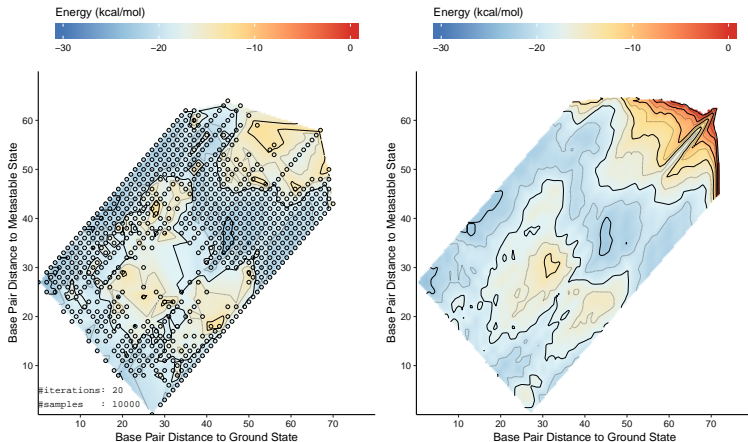 Energy (kcal/mol)
−30 −20 −10 0
Base Pair Distance to Metastable State
60
50
40
30
20
10
#iterations: 20
#samples : 10000
10 20 30 40 50 60 70
Base Pair Distance to Ground State
Energy (kcal/mol)
−30 −20 −10 0
Base Pair Distance to Metastable State
60
50
40
30
20
10
10 20 30 40 50 60 70
Base Pair Distance to Ground State